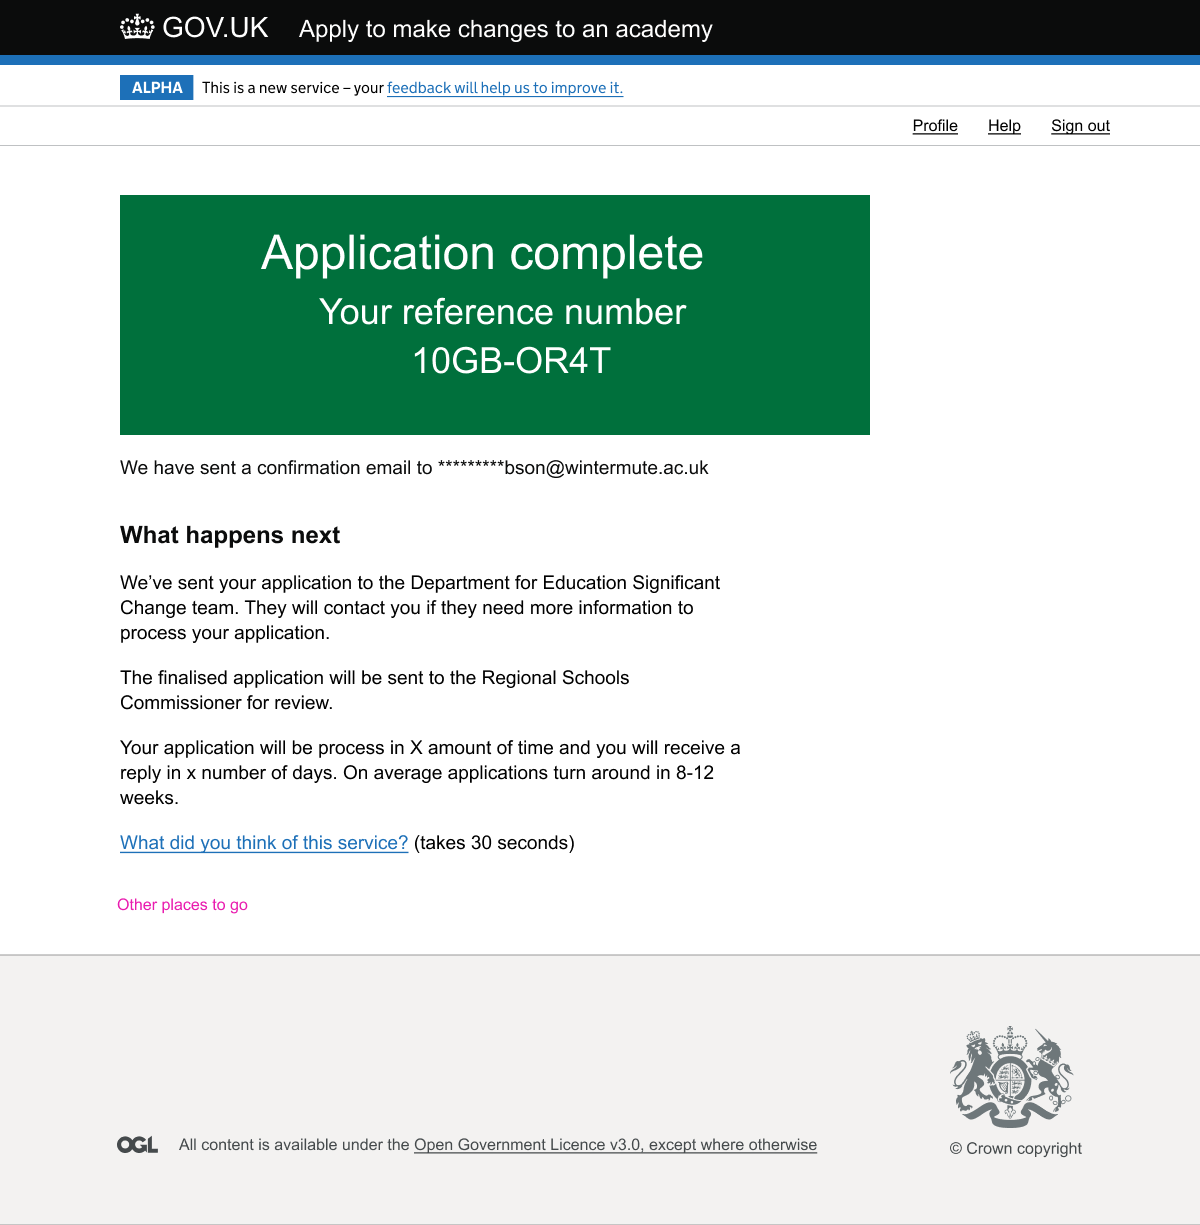 GOV.UK Apply to make changes to an academy
ALPHA This is a new service – your feedback will help us to improve it.
Profile Help Sign out
Application complete
Your reference number
10GB-OR4T
We have sent a confirmation email to *********bson@wintermute.ac.uk
What happens next
We’ve sent your application to the Department for Education Significant
Change team. They will contact you if they need more information to
process your application.
The finalised application will be sent to the Regional Schools
Commissioner for review.
Your application will be process in X amount of time and you will receive a
reply in x number of days. On average applications turn around in 8-12
weeks.
What did you think of this service? (takes 30 seconds)
Other places to go
OGL All content is available under the Open Government Licence v3.0, except where otherwise
© Crown copyright